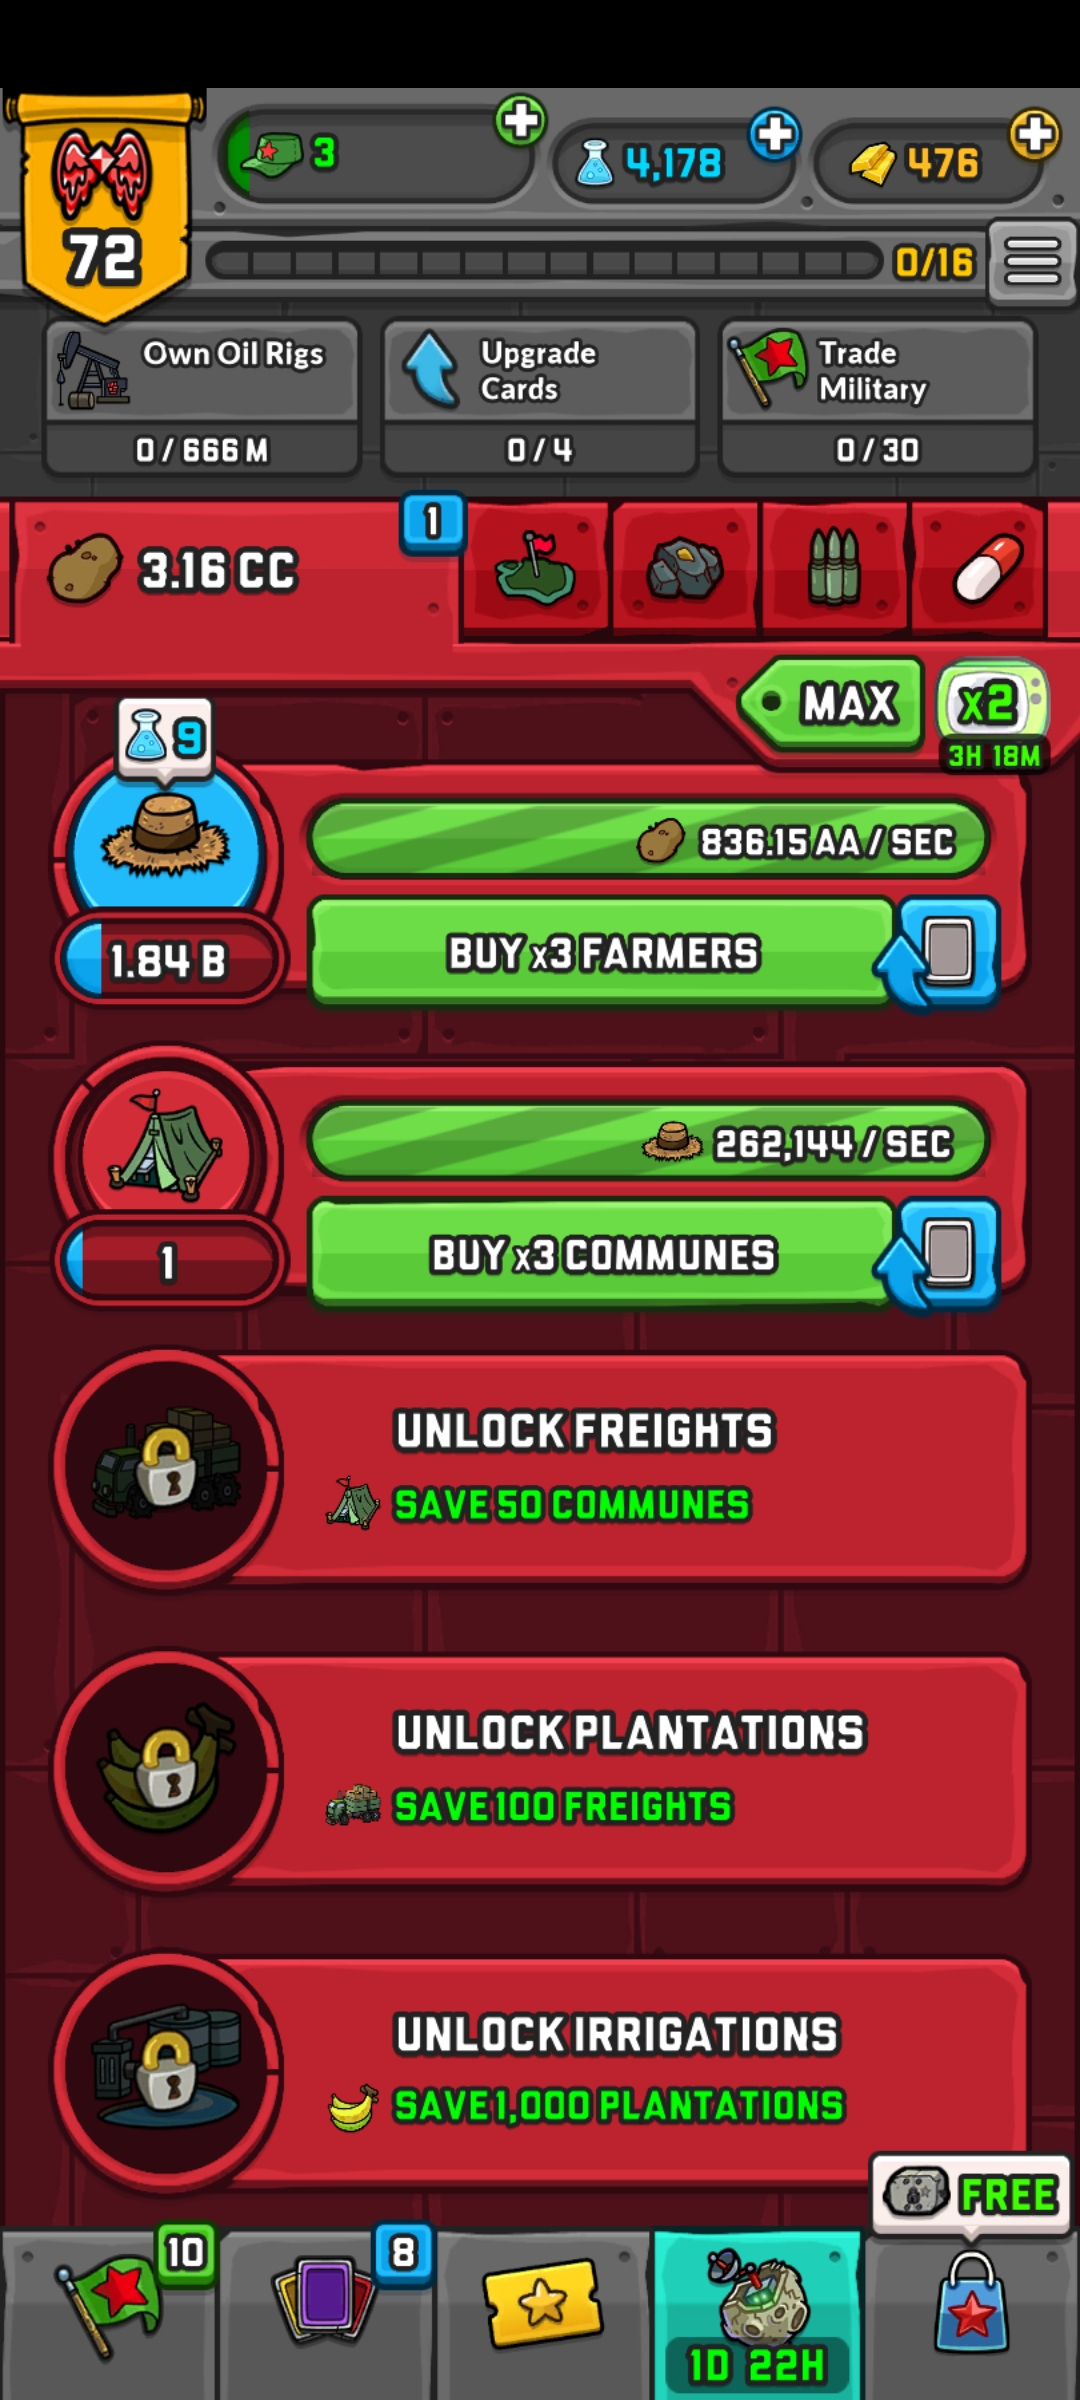 3
4,178
476
72
0/16
Own Oil Rigs
0 / 666 M
Upgrade
Cards
0 / 4
Trade
Military
0 / 30
3.16 CC
1
MAX
x2
3H 18M
9
836.15 AA / SEC
1.84 B
BUY x3 FARMERS
262,144 / SEC
1
BUY x3 COMMUNES
UNLOCK FREIGHTS
SAVE 50 COMMUNES
UNLOCK PLANTATIONS
SAVE 100 FREIGHTS
UNLOCK IRRIGATIONS
SAVE 1,000 PLANTATIONS
FREE
10
8
1D 22H